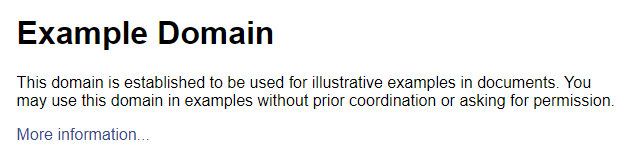 Example Domain
This domain is established to be used for illustrative examples in documents. You
may use this domain in examples without prior coordination or asking for permission.
More information...